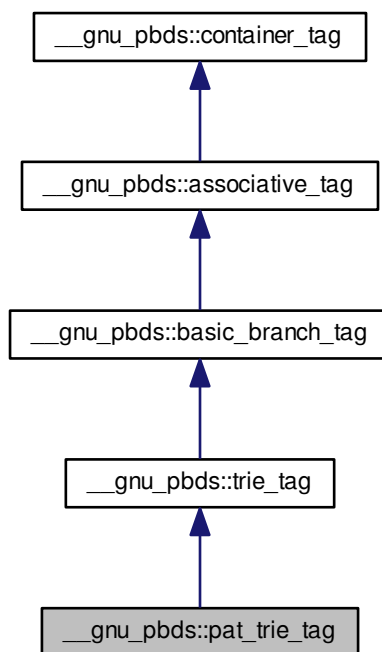 __gnu_pbds::container_tag
__gnu_pbds::associative_tag
__gnu_pbds::basic_branch_tag
__gnu_pbds::trie_tag
__gnu_pbds::pat_trie_tag